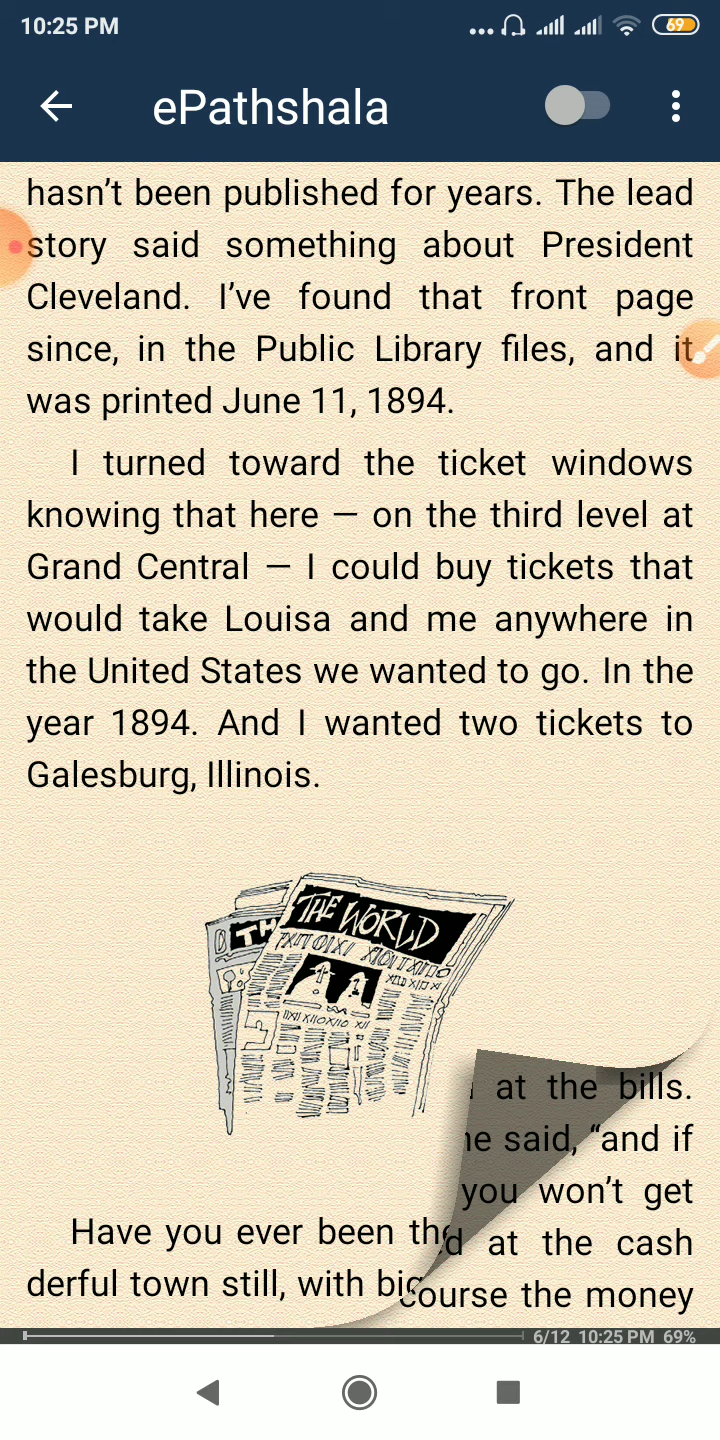 10:25 PM
69
ePathshala
hasn’t been published for years. The lead
story said something about President
Cleveland. I’ve found that front page
since, in the Public Library files, and it
was printed June 11, 1894.
I turned toward the ticket windows
knowing that here — on the third level at
Grand Central — I could buy tickets that
would take Louisa and me anywhere in
the United States we wanted to go. In the
year 1894. And I wanted two tickets to
Galesburg, Illinois.
TH
THE WORLD
at the bills.
said, “and if
you won’t get
Have you ever been
at the cash
derful town still, with
course the money
6/12 10:25 PM 69%